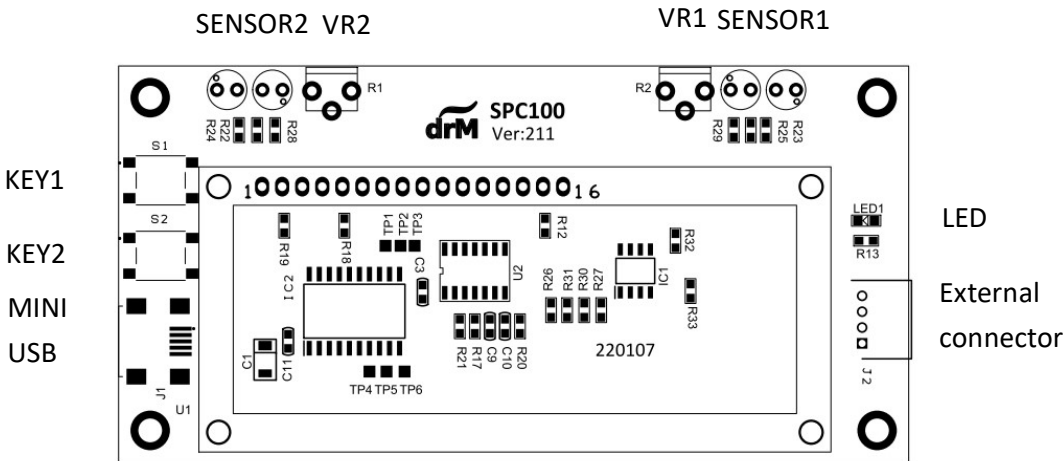 SENSOR2 VR2
VR1 SENSOR1
R1
R2
drM SPC100
Ver:211
R24
R22
R28
R29
R25
R23
KEY1
S1
1
16
KEY2
S2
LED1
LED
R13
R19
R18
TP1
TP2
TP3
R12
R32
IC2
C3
U2
R26
R31
R30
R27
IC1
R33
MINI
USB
External
connector
C1
C11
R21
R17
C9
C10
R20
220107
TP4 TP5 TP6
J1
U1
J2